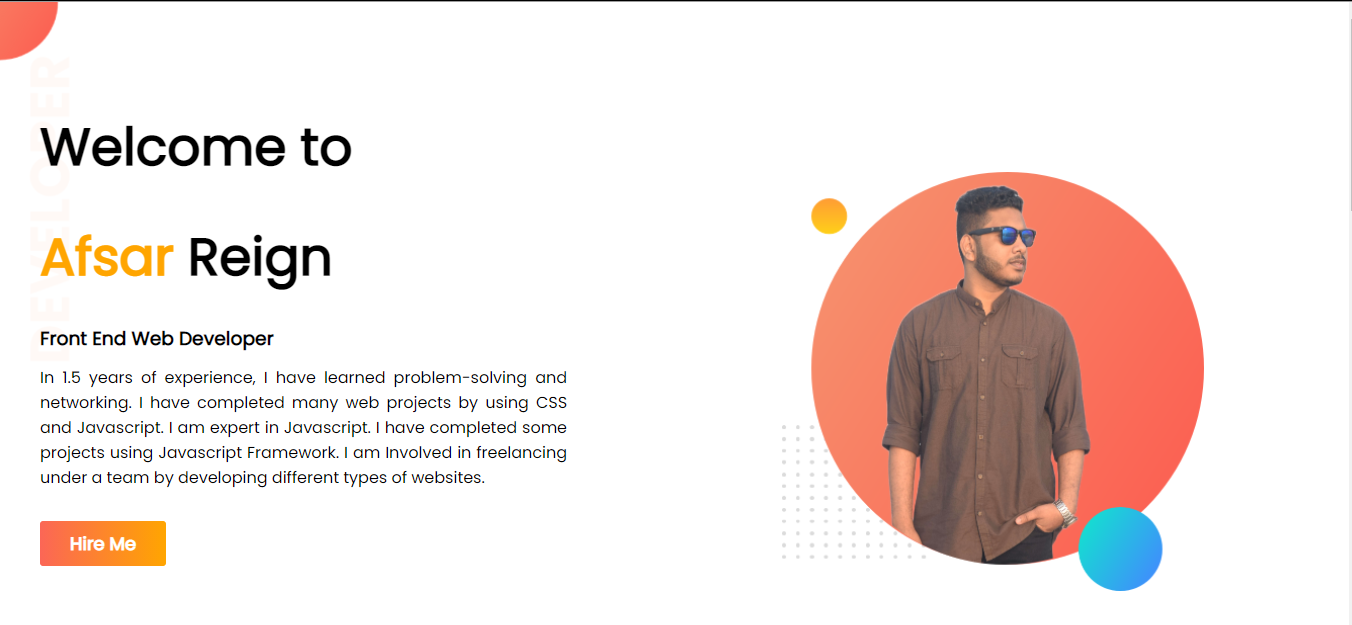 DEVELOPER
Welcome to
Afsar Reign
Front End Web Developer
In 1.5 years of experience, I have learned problem-solving and
networking. I have completed many web projects by using CSS
and Javascript. I am expert in Javascript. I have completed some
projects using Javascript Framework. I am Involved in freelancing
under a team by developing different types of websites.
Hire Me